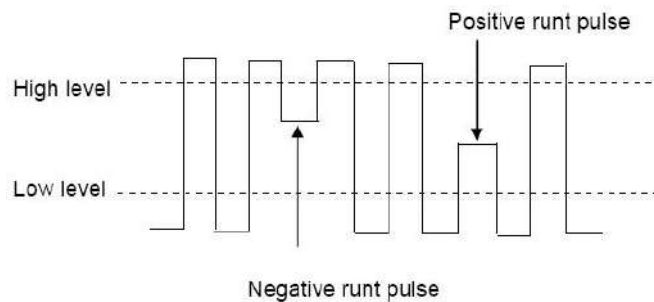 Positive runt pulse
High level
Low level
Negative runt pulse